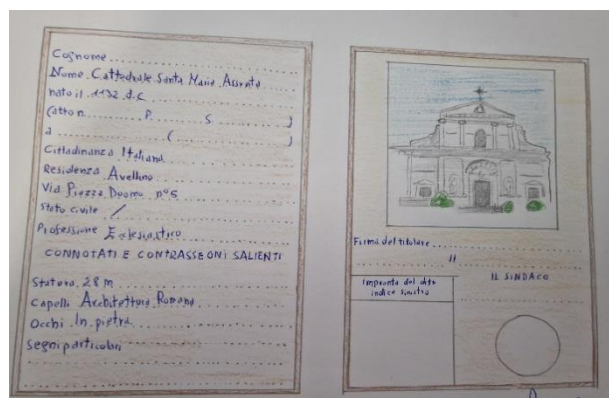 Cognome
Nome Cattedrale Santa Maria Assunta
nato il 1132 d.C
(atto n. P. S. )
a ( )
Cittadinanza Italiana
Residenza Avellino
Via Piazza Duomo n°5
Stato civile /
Professione Ecclesiastico
CONNOTATI E CONTRASSEGNI SALIENTI
Statura 28 m
Capelli Architettura Romana
Occhi In pietra
Segni particolari
Firma del titolare
lì
IL SINDACO
Impronta del dito
indice sinistro